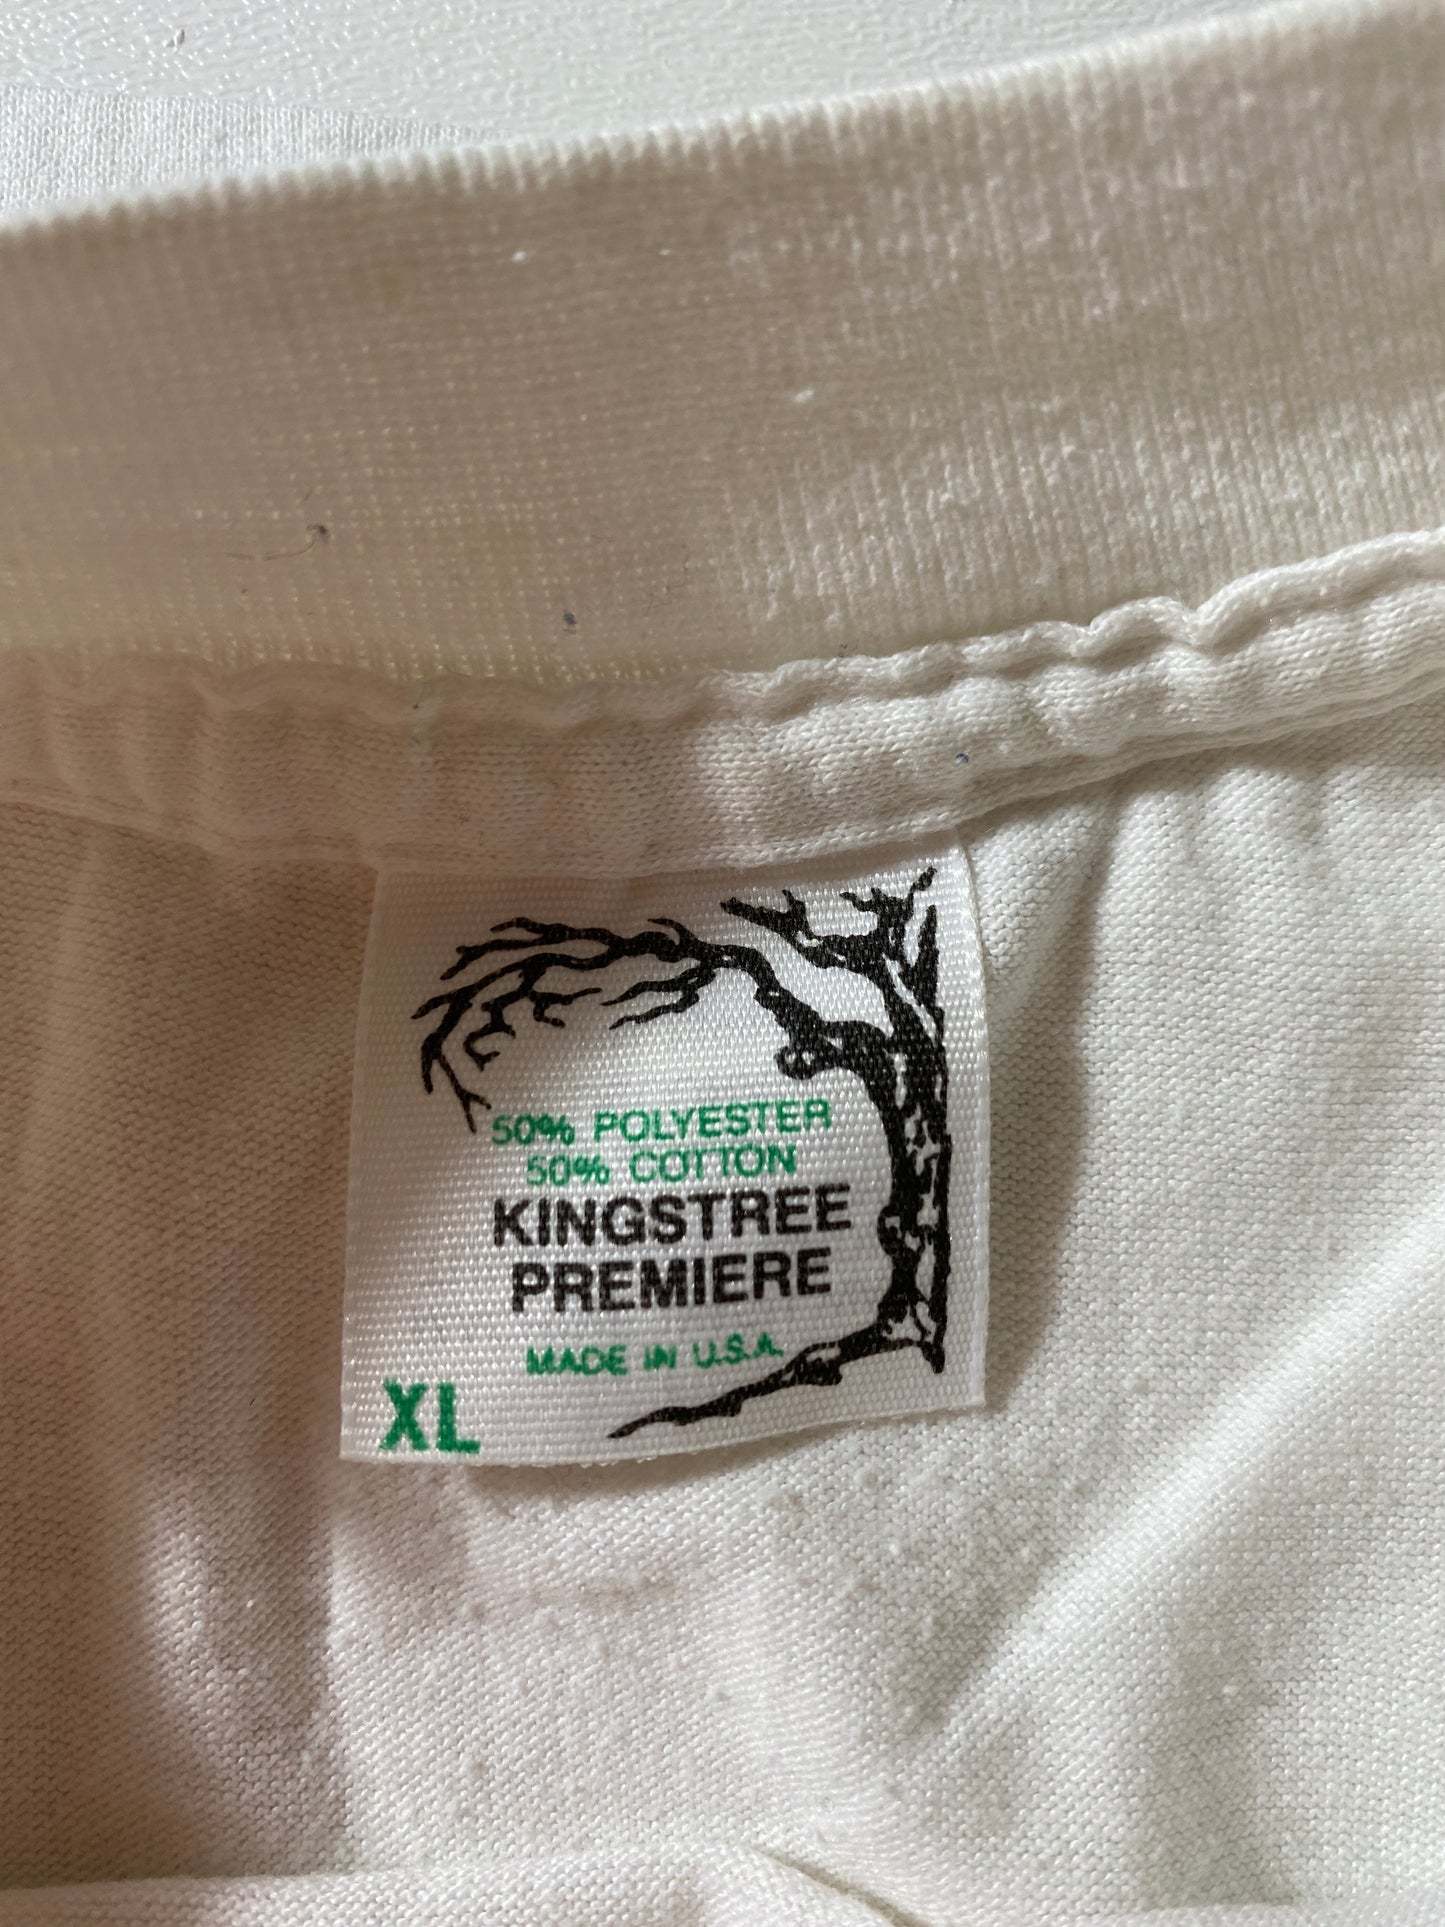 50% POLYESTER
50% COTTON
KINGSTREE
PREMIERE
MADE IN U.S.A.
XL